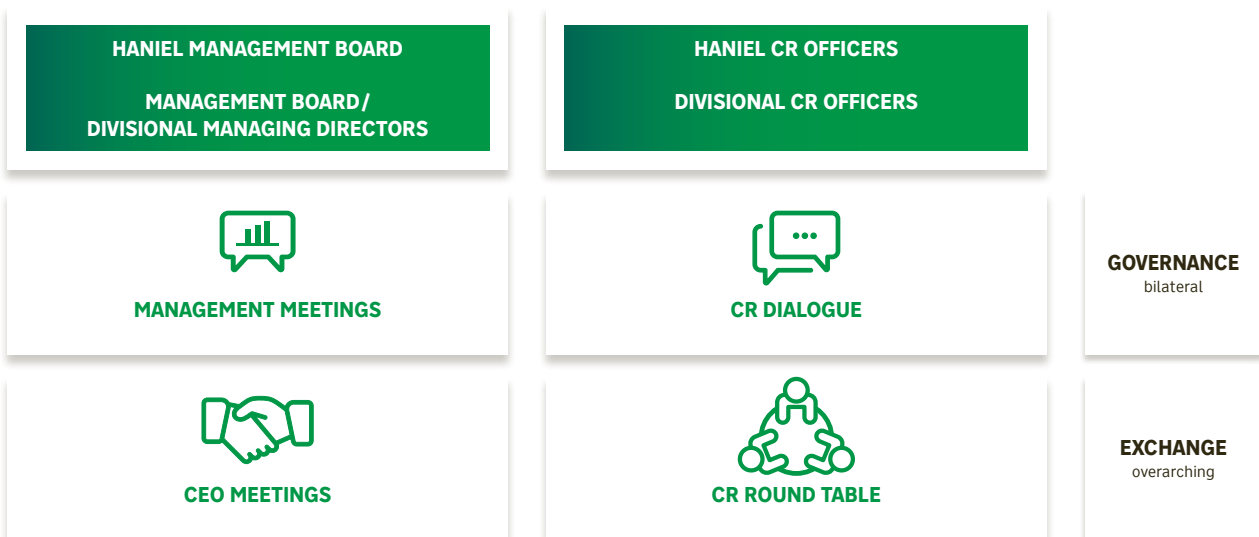 HANIEL MANAGEMENT BOARD
MANAGEMENT BOARD/
DIVISIONAL MANAGING DIRECTORS
HANIEL CR OFFICERS
DIVISIONAL CR OFFICERS
MANAGEMENT MEETINGS
CR DIALOGUE
GOVERNANCE
bilateral
CEO MEETINGS
CR ROUND TABLE
EXCHANGE
overarching